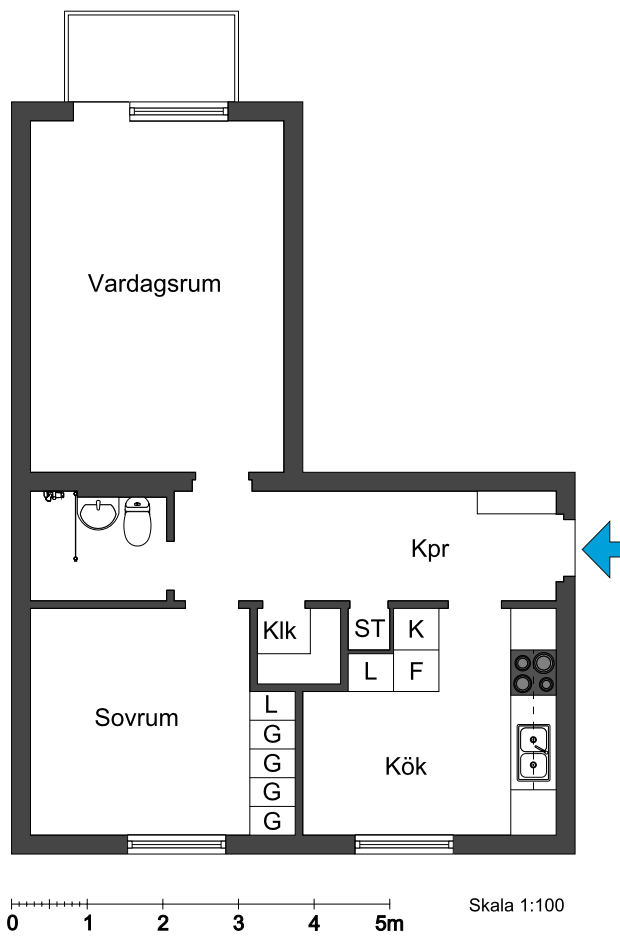 Vardagsrum
Kpr
Klk
ST
K
L
F
Sovrum
L
G
G
G
G
Kök
Skala 1:100
0 1 2 3 4 5m